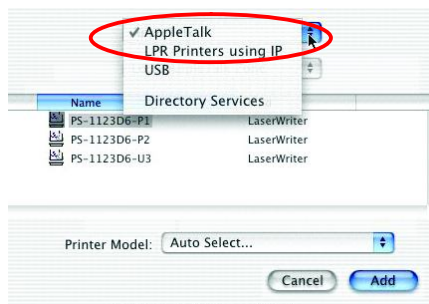 ✓ AppleTalk
LPR Printers using IP
USB
Directory Services
Name
PS-1123D6-P1 LaserWriter
PS-1123D6-P2 LaserWriter
PS-1123D6-U3 LaserWriter
Printer Model: Auto Select...
Cancel Add